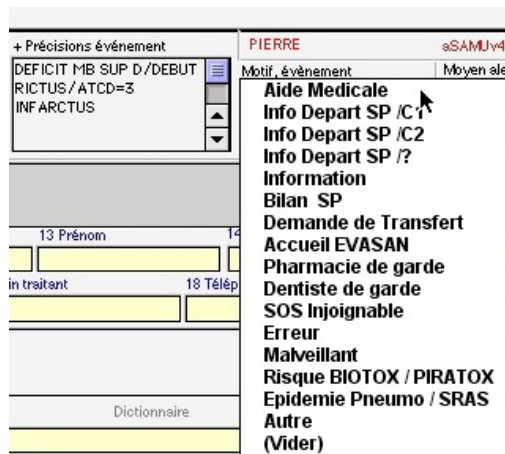 + Précisions événement
PIERRE
aSAMUv4
DEFICIT MB SUP D/DEBUT
RICTUS/ATCD=3
INFARCTUS
Motif, évènement
Moyen ale
Aide Medicale
Info Depart SP /C1
Info Depart SP /C2
Info Depart SP /?
Information
Bilan SP
Demande de Transfert
Accueil EVASAN
Pharmacie de garde
Dentiste de garde
SOS Injoignable
Erreur
Malveillant
Risque BIOTOX / PIRATOX
Epidemie Pneumo / SRAS
Autre
(Vider)
13 Prénom
14
in traitant
18 Télép
Dictionnaire